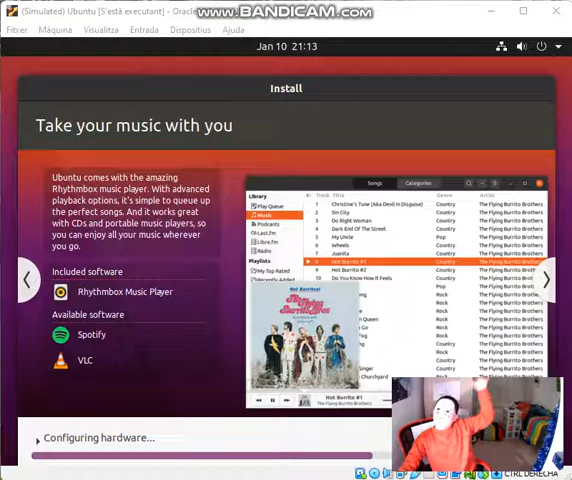 (Simulated) Ubuntu [S'està executant] - Oracle
www.BANDICAM.com
Fitxer Màquina Visualitza Entrada Dispositius Ajuda
Jan 10 21:13
Install
Take your music with you
Ubuntu comes with the amazing
Rhythmbox music player. With advanced
playback options, it's simple to queue up
the perfect songs. And it works great
with CDs and portable music players, so
you can enjoy all your music wherever
you go.
Included software
Rhythmbox Music Player
Available software
Spotify
VLC
Songs Categories
Library
Play Queue
Music
Podcasts
Last.fm
Libre.fm
Radio
Playlists
My Top Rated
Recently Added
Track Title Genre Artist
1 Christine's Tune (Aka Devil in Disguise) Country The Flying Burrito Brothers
2 Sin City Country The Flying Burrito Brothers
3 Do Right Woman Country The Flying Burrito Brothers
4 Dark End Of The Street Country The Flying Burrito Brothers
5 My Uncle Pop The Flying Burrito Brothers
6 Wheels Country The Flying Burrito Brothers
7 Juanita Country The Flying Burrito Brothers
8 Hot Burrito #1 Country The Flying Burrito Brothers
9 Hot Burrito #2 Country The Flying Burrito Brothers
10 Do You Know How It Feels Country The Flying Burrito Brothers
Pop The Flying Burrito Brothers
Country The Flying Burrito Brothers
Rock The Flying Burrito Brothers
Country The Flying Burrito Brothers
Rock The Flying Burrito Brothers
Country The Flying Burrito Brothers
Country The Flying Burrito Brothers
Churchyard Country The Flying Burrito Brothers
Rock
Hot Burrito #1
The Flying Burrito Brothers
Configuring hardware...
CTRL DERECHA